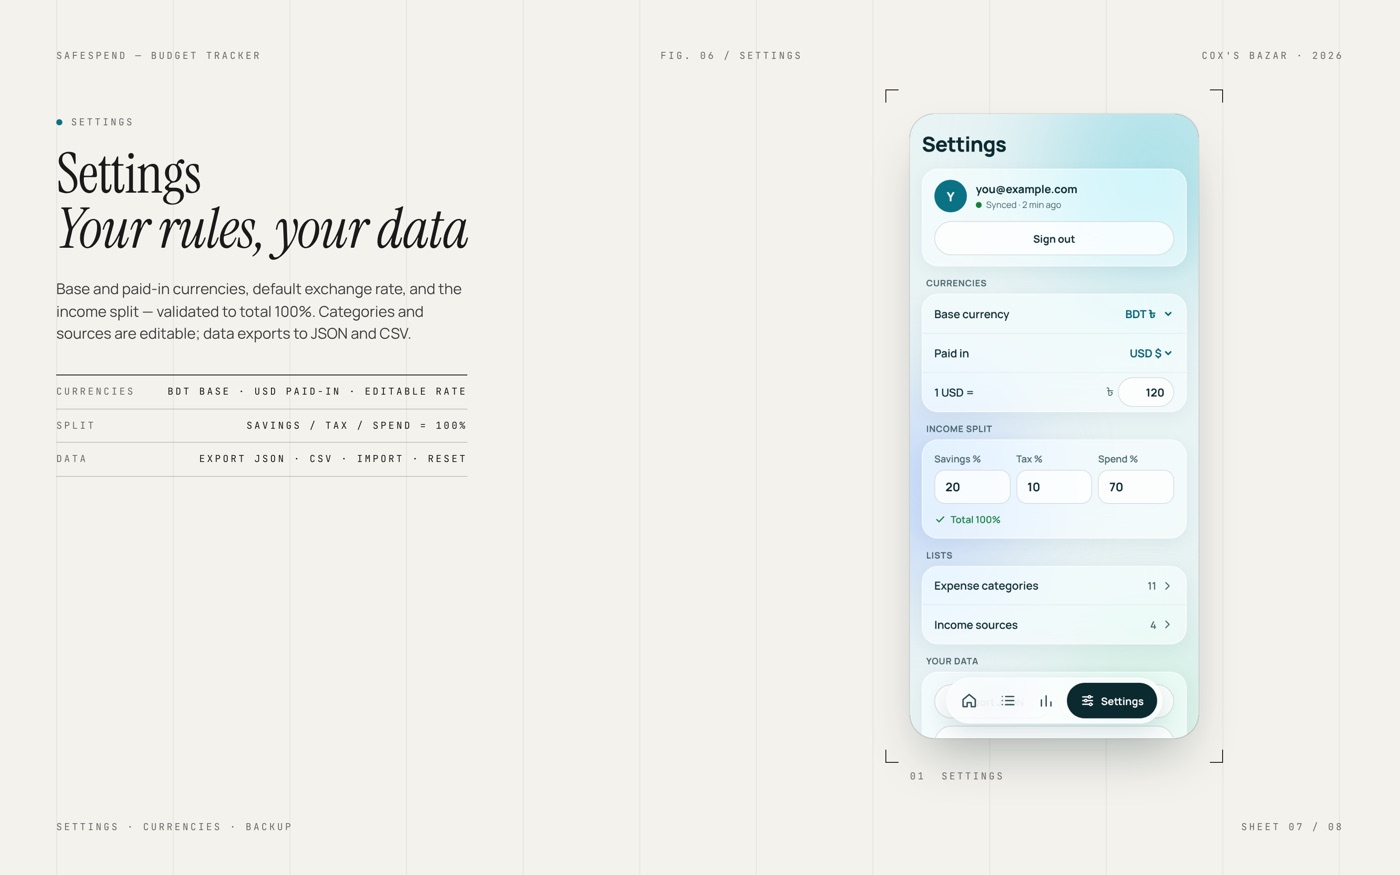 SAFESPEND — BUDGET TRACKER
FIG. 06 / SETTINGS
COX'S BAZAR · 2026
SETTINGS
Settings
Your rules, your data
Base and paid-in currencies, default exchange rate, and the
income split — validated to total 100%. Categories and
sources are editable; data exports to JSON and CSV.
CURRENCIES BDT BASE · USD PAID-IN · EDITABLE RATE
SPLIT SAVINGS / TAX / SPEND = 100%
DATA EXPORT JSON · CSV · IMPORT · RESET
Settings
Y
you@example.com
Synced · 2 min ago
Sign out
CURRENCIES
Base currency BDT ৳
Paid in USD $
1 USD = ৳ 120
INCOME SPLIT
Savings % Tax % Spend %
20 10 70
Total 100%
LISTS
Expense categories 11
Income sources 4
YOUR DATA
Settings
01 SETTINGS
SETTINGS · CURRENCIES · BACKUP
SHEET 07 / 08